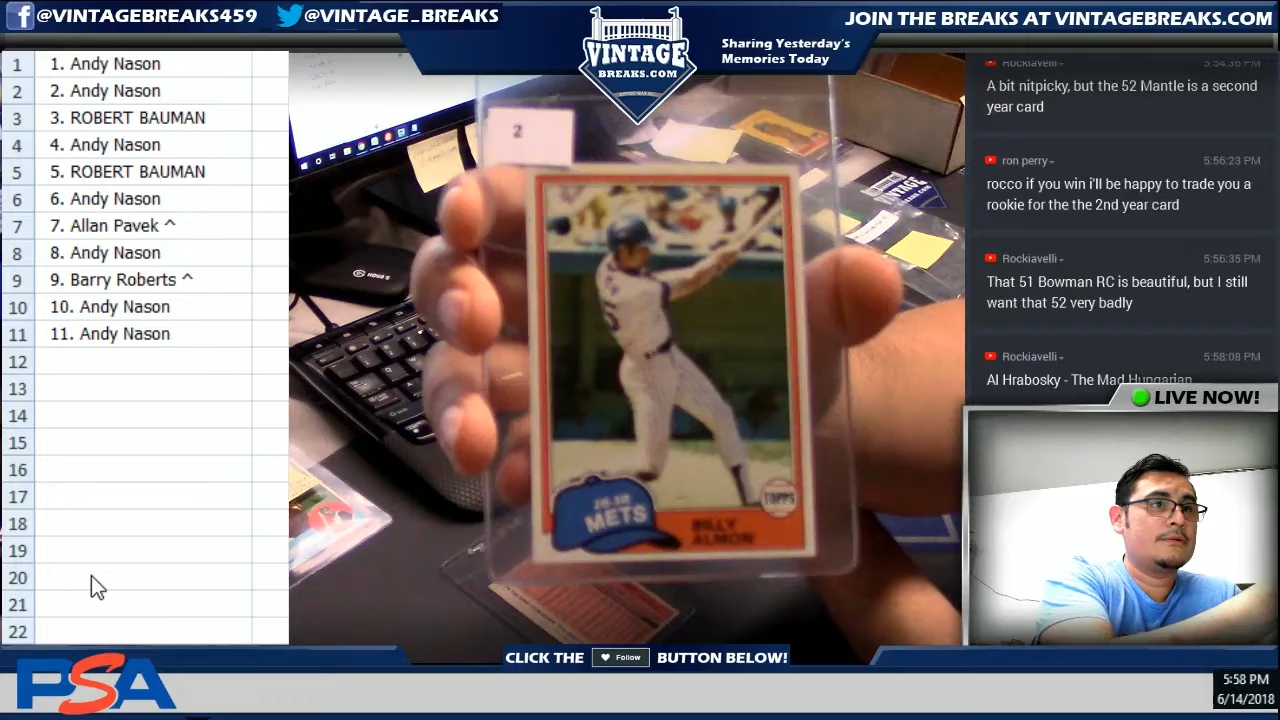 @VINTAGEBREAKS459
@VINTAGE_BREAKS
VINTAGE
BREAKS.COM
Sharing Yesterday's
Memories Today
JOIN THE BREAKS AT VINTAGEBREAKS.COM
1 1. Andy Nason
2 2. Andy Nason
3 3. ROBERT BAUMAN
4 4. Andy Nason
5 5. ROBERT BAUMAN
6 6. Andy Nason
7 7. Allan Pavek ^
8 8. Andy Nason
9 9. Barry Roberts ^
10 10. Andy Nason
11 11. Andy Nason
12
13
14
15
16
17
18
19
20
21
22
2
VINTAGE
METS
TOPPS
BILLY
ALMON
Rockiavelli 5:54:36 PM
A bit nitpicky, but the 52 Mantle is a second
year card
ron perry 5:56:23 PM
rocco if you win i'll be happy to trade you a
rookie for the the 2nd year card
Rockiavelli 5:56:35 PM
That 51 Bowman RC is beautiful, but I still
want that 52 very badly
Rockiavelli 5:58:08 PM
Al Hrabosky - The Mad Hungarian
LIVE NOW!
CLICK THE Follow BUTTON BELOW!
PSA
5:58 PM
6/14/2018